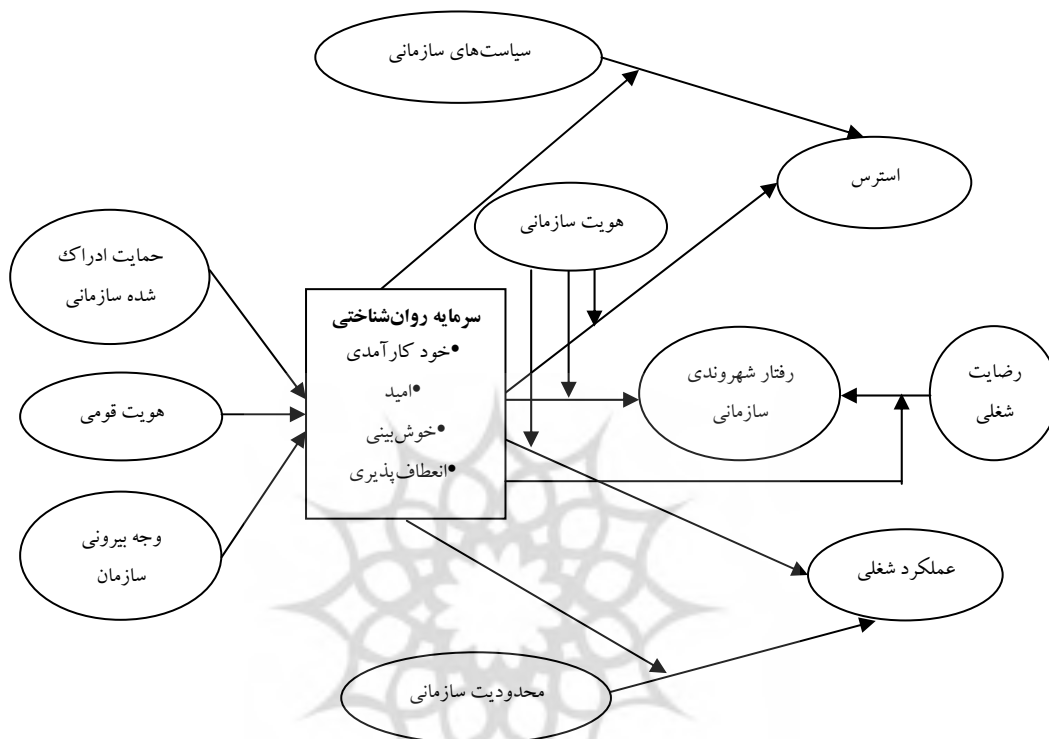 سیاست‌های سازمانی
استرس
هویت سازمانی
حمایت ادراک
شده سازمانی
سرمایه روان‌شناختی
•خود کارآمدی
•امید
•خوش‌بینی
•انعطاف‌پذیری
رفتار شهروندی
سازمانی
رضایت
شغلی
هویت قومی
وجه بیرونی
سازمان
عملکرد شغلی
محدودیت سازمانی